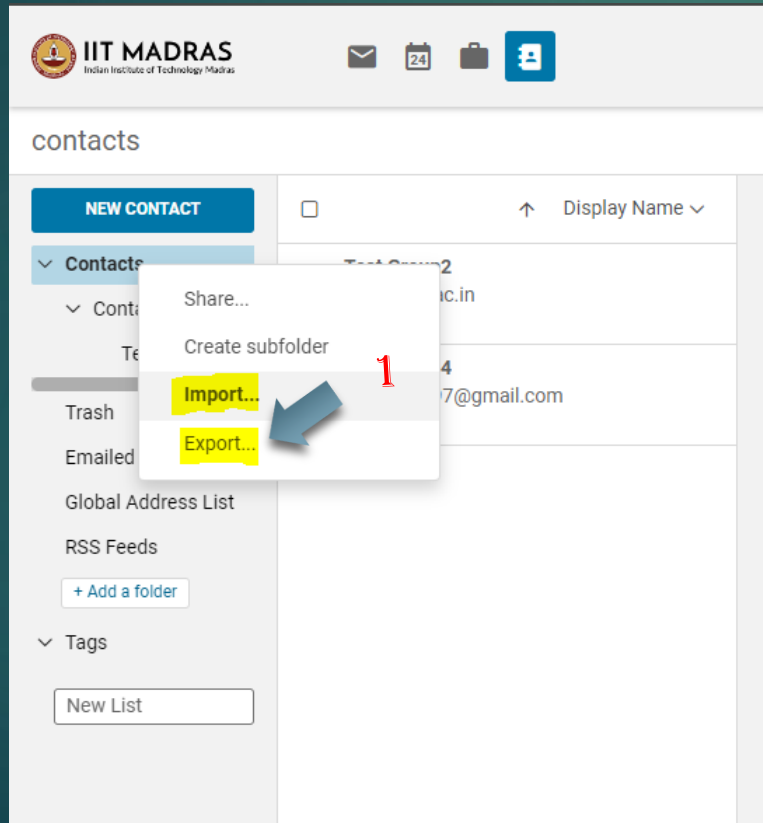 IIT MADRAS
Indian Institute of Technology Madras
24
contacts
NEW CONTACT
Display Name
Contacts
Share...
Create subfolder
Import...
Export...
1
ac.in
4
7@gmail.com
Trash
Emailed
Global Address List
RSS Feeds
+ Add a folder
Tags
New List